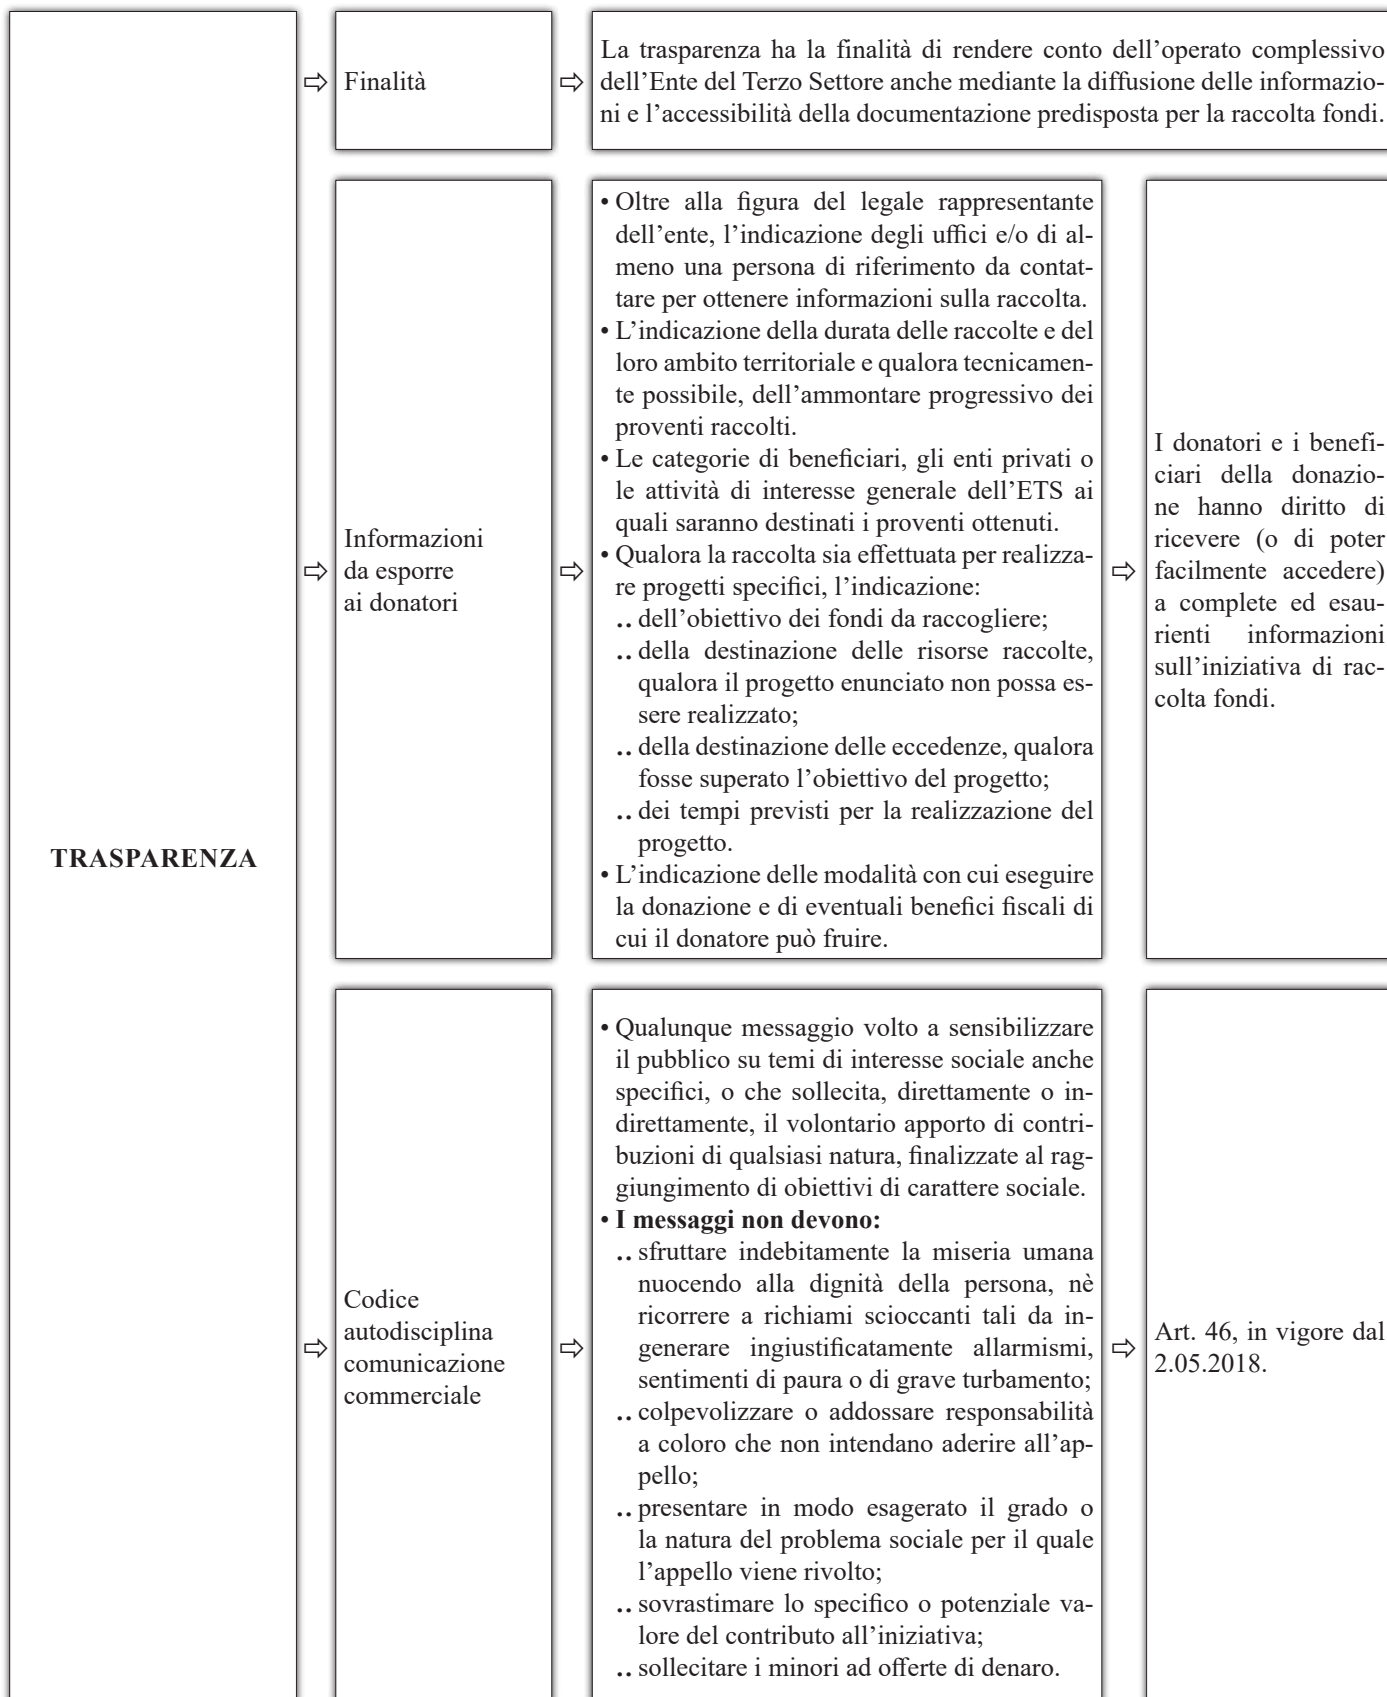 TRASPARENZA
⇨
Finalità
⇨
La trasparenza ha la finalità di rendere conto dell’operato complessivo
dell’Ente del Terzo Settore anche mediante la diffusione delle informazio-
ni e l’accessibilità della documentazione predisposta per la raccolta fondi.
⇨
Informazioni
da esporre
ai donatori
⇨
• Oltre alla figura del legale rappresentante
dell’ente, l’indicazione degli uffici e/o di al-
meno una persona di riferimento da contat-
tare per ottenere informazioni sulla raccolta.
• L’indicazione della durata delle raccolte e del
loro ambito territoriale e qualora tecnicamen-
te possibile, dell’ammontare progressivo dei
proventi raccolti.
• Le categorie di beneficiari, gli enti privati o
le attività di interesse generale dell’ETS ai
quali saranno destinati i proventi ottenuti.
• Qualora la raccolta sia effettuata per realizza-
re progetti specifici, l’indicazione:
.. dell’obiettivo dei fondi da raccogliere;
.. della destinazione delle risorse raccolte,
qualora il progetto enunciato non possa es-
sere realizzato;
.. della destinazione delle eccedenze, qualora
fosse superato l’obiettivo del progetto;
.. dei tempi previsti per la realizzazione del
progetto.
• L’indicazione delle modalità con cui eseguire
la donazione e di eventuali benefici fiscali di
cui il donatore può fruire.
⇨
I donatori e i benefi-
ciari della donazio-
ne hanno diritto di
ricevere (o di poter
facilmente accedere)
a complete ed esau-
rienti informazioni
sull’iniziativa di rac-
colta fondi.
⇨
Codice
autodisciplina
comunicazione
commerciale
⇨
• Qualunque messaggio volto a sensibilizzare
il pubblico su temi di interesse sociale anche
specifici, o che sollecita, direttamente o in-
direttamente, il volontario apporto di contri-
buzioni di qualsiasi natura, finalizzate al rag-
giungimento di obiettivi di carattere sociale.
• I messaggi non devono:
.. sfruttare indebitamente la miseria umana
nuocendo alla dignità della persona, nè
ricorrere a richiami scioccanti tali da in-
generare ingiustificatamente allarmismi,
sentimenti di paura o di grave turbamento;
.. colpevolizzare o addossare responsabilità
a coloro che non intendano aderire all’ap-
pello;
.. presentare in modo esagerato il grado o
la natura del problema sociale per il quale
l’appello viene rivolto;
.. sovrastimare lo specifico o potenziale va-
lore del contributo all’iniziativa;
.. sollecitare i minori ad offerte di denaro.
⇨
Art. 46, in vigore dal
2.05.2018.